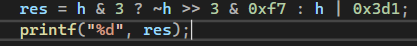 res = h & 3 ? ~h >> 3 & 0xf7 : h | 0x3d1;
printf("%d", res);